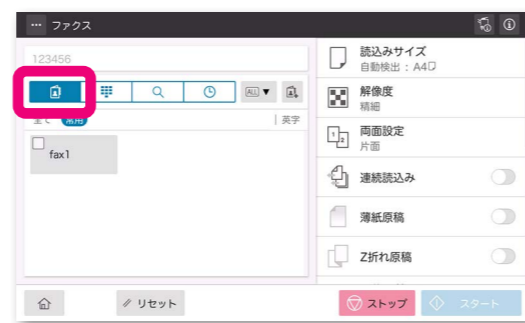 … ファクス
123456
ALL ▼
全て 常用 | 英字
fax1
読込みサイズ
自動検出：A4
解像度
精細
両面設定
片面
連続読込み
薄紙原稿
Z折れ原稿
リセット
ストップ
スタート